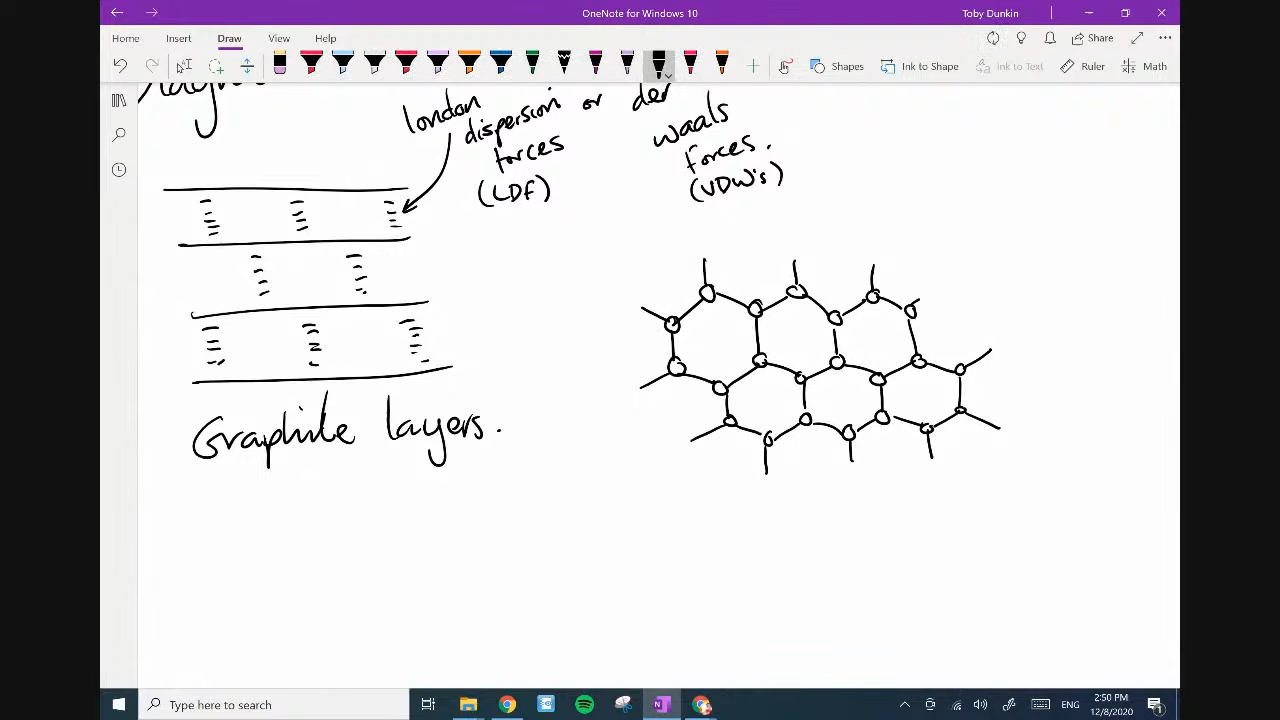 OneNote for Windows 10
Toby Dunkin
Home
Insert
Draw
View
Help
Share
Shapes
Ink to Shape
Ink to Text
Ruler
Math
london
dispersion or der
forces
(LDF)
waals
Forces.
(VDW's)
Graphite layers.
Type here to search
ENG
2:50 PM
12/8/2020
1